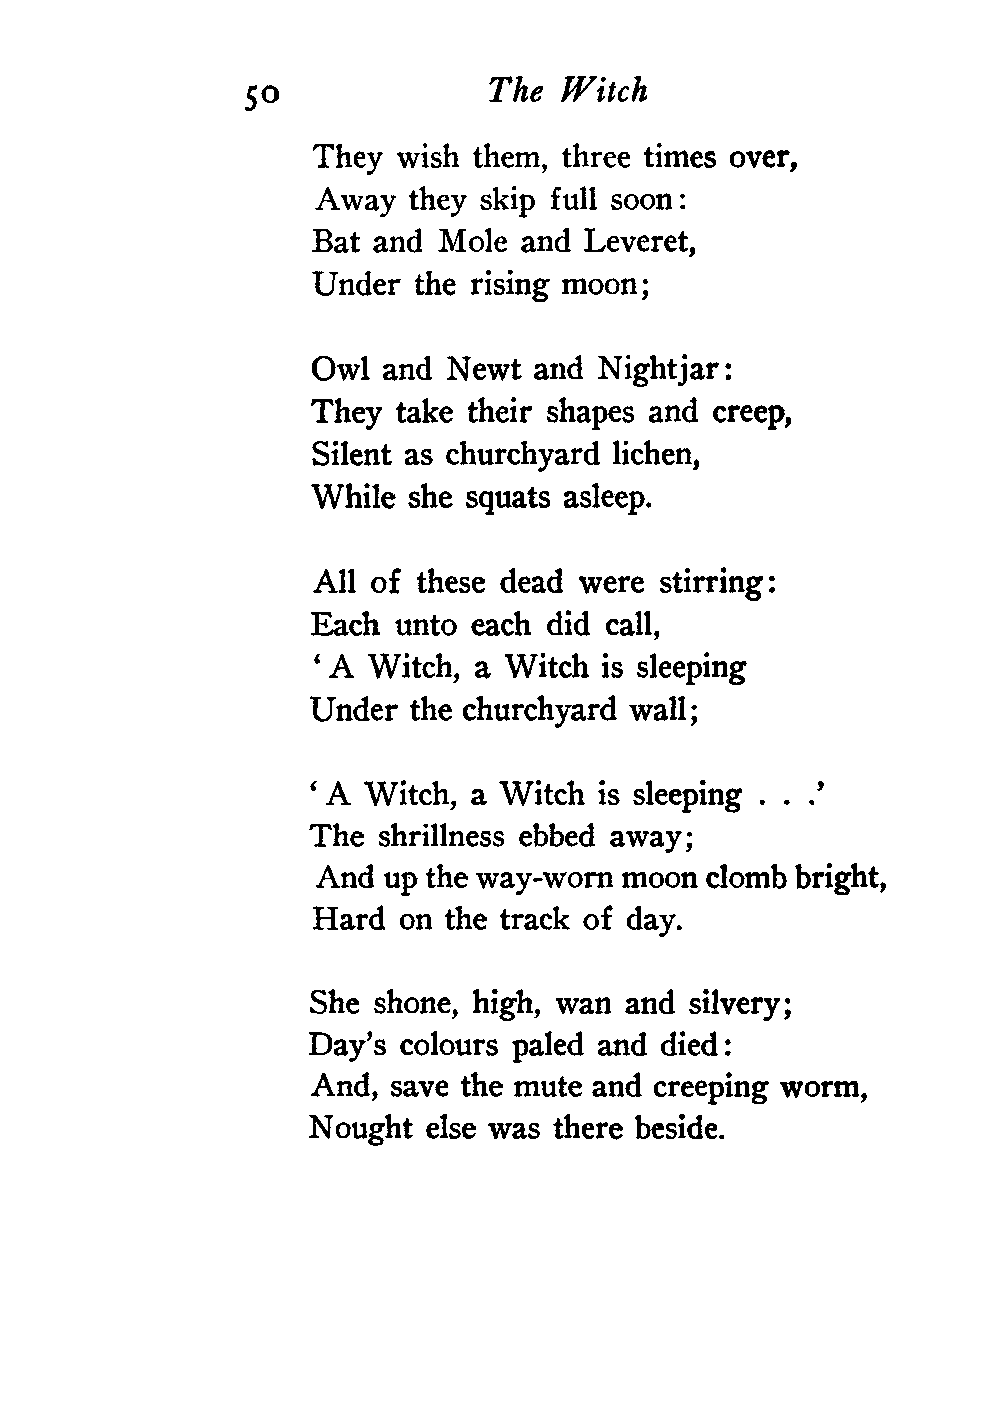 50 The Witch
They wish them, three times over,
Away they skip full soon:
Bat and Mole and Leveret,
Under the rising moon;

Owl and Newt and Nightjar:
They take their shapes and creep,
Silent as churchyard lichen,
While she squats asleep.

All of these dead were stirring:
Each unto each did call,
‘A Witch, a Witch is sleeping
Under the churchyard wall;

‘A Witch, a Witch is sleeping . . .’
The shrillness ebbed away;
And up the way-worn moon clomb bright,
Hard on the track of day.

She shone, high, wan and silvery;
Day’s colours paled and died:
And, save the mute and creeping worm,
Nought else was there beside.